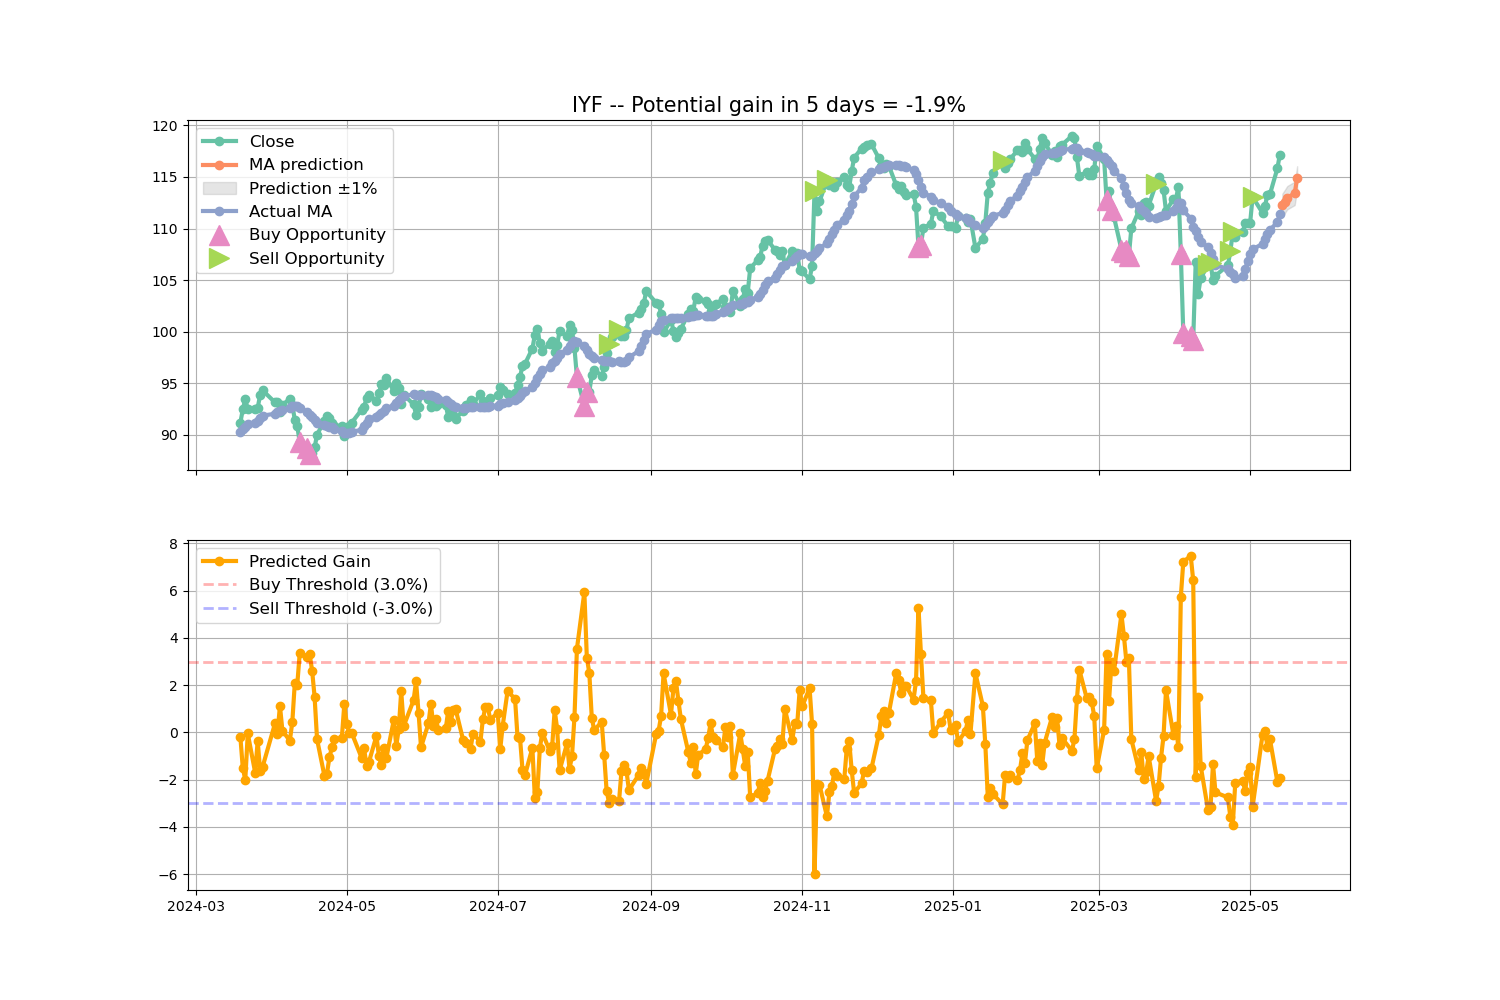 IYF -- Potential gain in 5 days = -1.9%
120
115
110
105
100
95
90
Close
MA prediction
Prediction ±1%
Actual MA
Buy Opportunity
Sell Opportunity
8
6
4
2
0
−2
−4
−6
Predicted Gain
Buy Threshold (3.0%)
Sell Threshold (-3.0%)
2024-03
2024-05
2024-07
2024-09
2024-11
2025-01
2025-03
2025-05